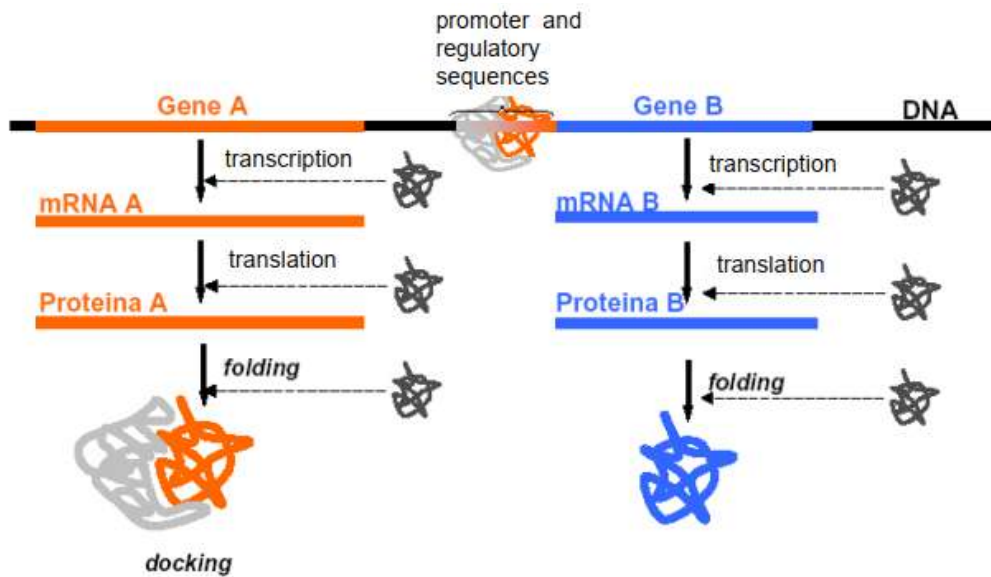 promoter and
regulatory
sequences
Gene A
Gene B
DNA
transcription
transcription
mRNA A
mRNA B
translation
translation
Proteina A
Proteina B
folding
folding
docking